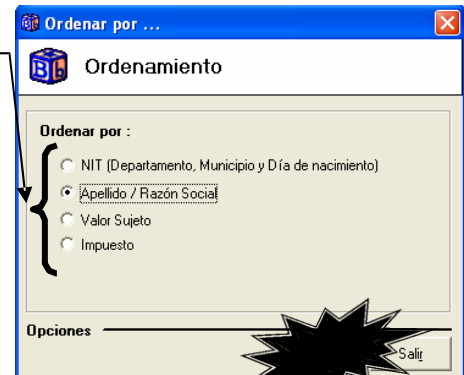 Ordenar por ...
Bb Ordenamiento
Ordenar por :
NIT (Departamento, Municipio y Día de nacimiento)
Apellido / Razón Social
Valor Sujeto
Impuesto
Opciones
Salir